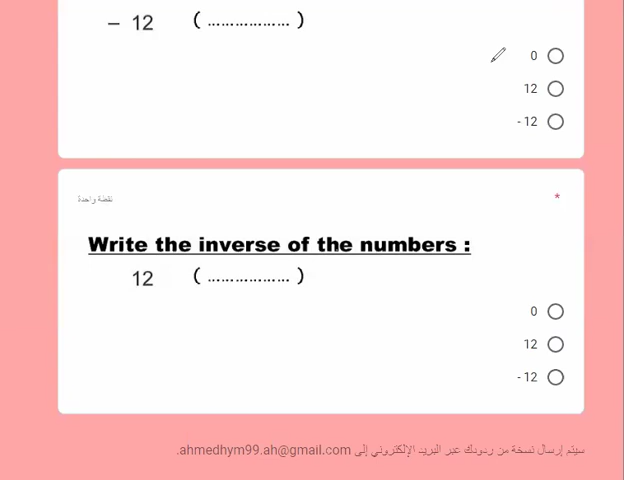 − 12 ( .................. )
0
12
- 12
نقطة واحدة
*
Write the inverse of the numbers :
12 ( .................. )
0
12
- 12
سيتم إرسال نسخة من ردودك عبر البريد الإلكتروني إلى ahmedhym99.ah@gmail.com.